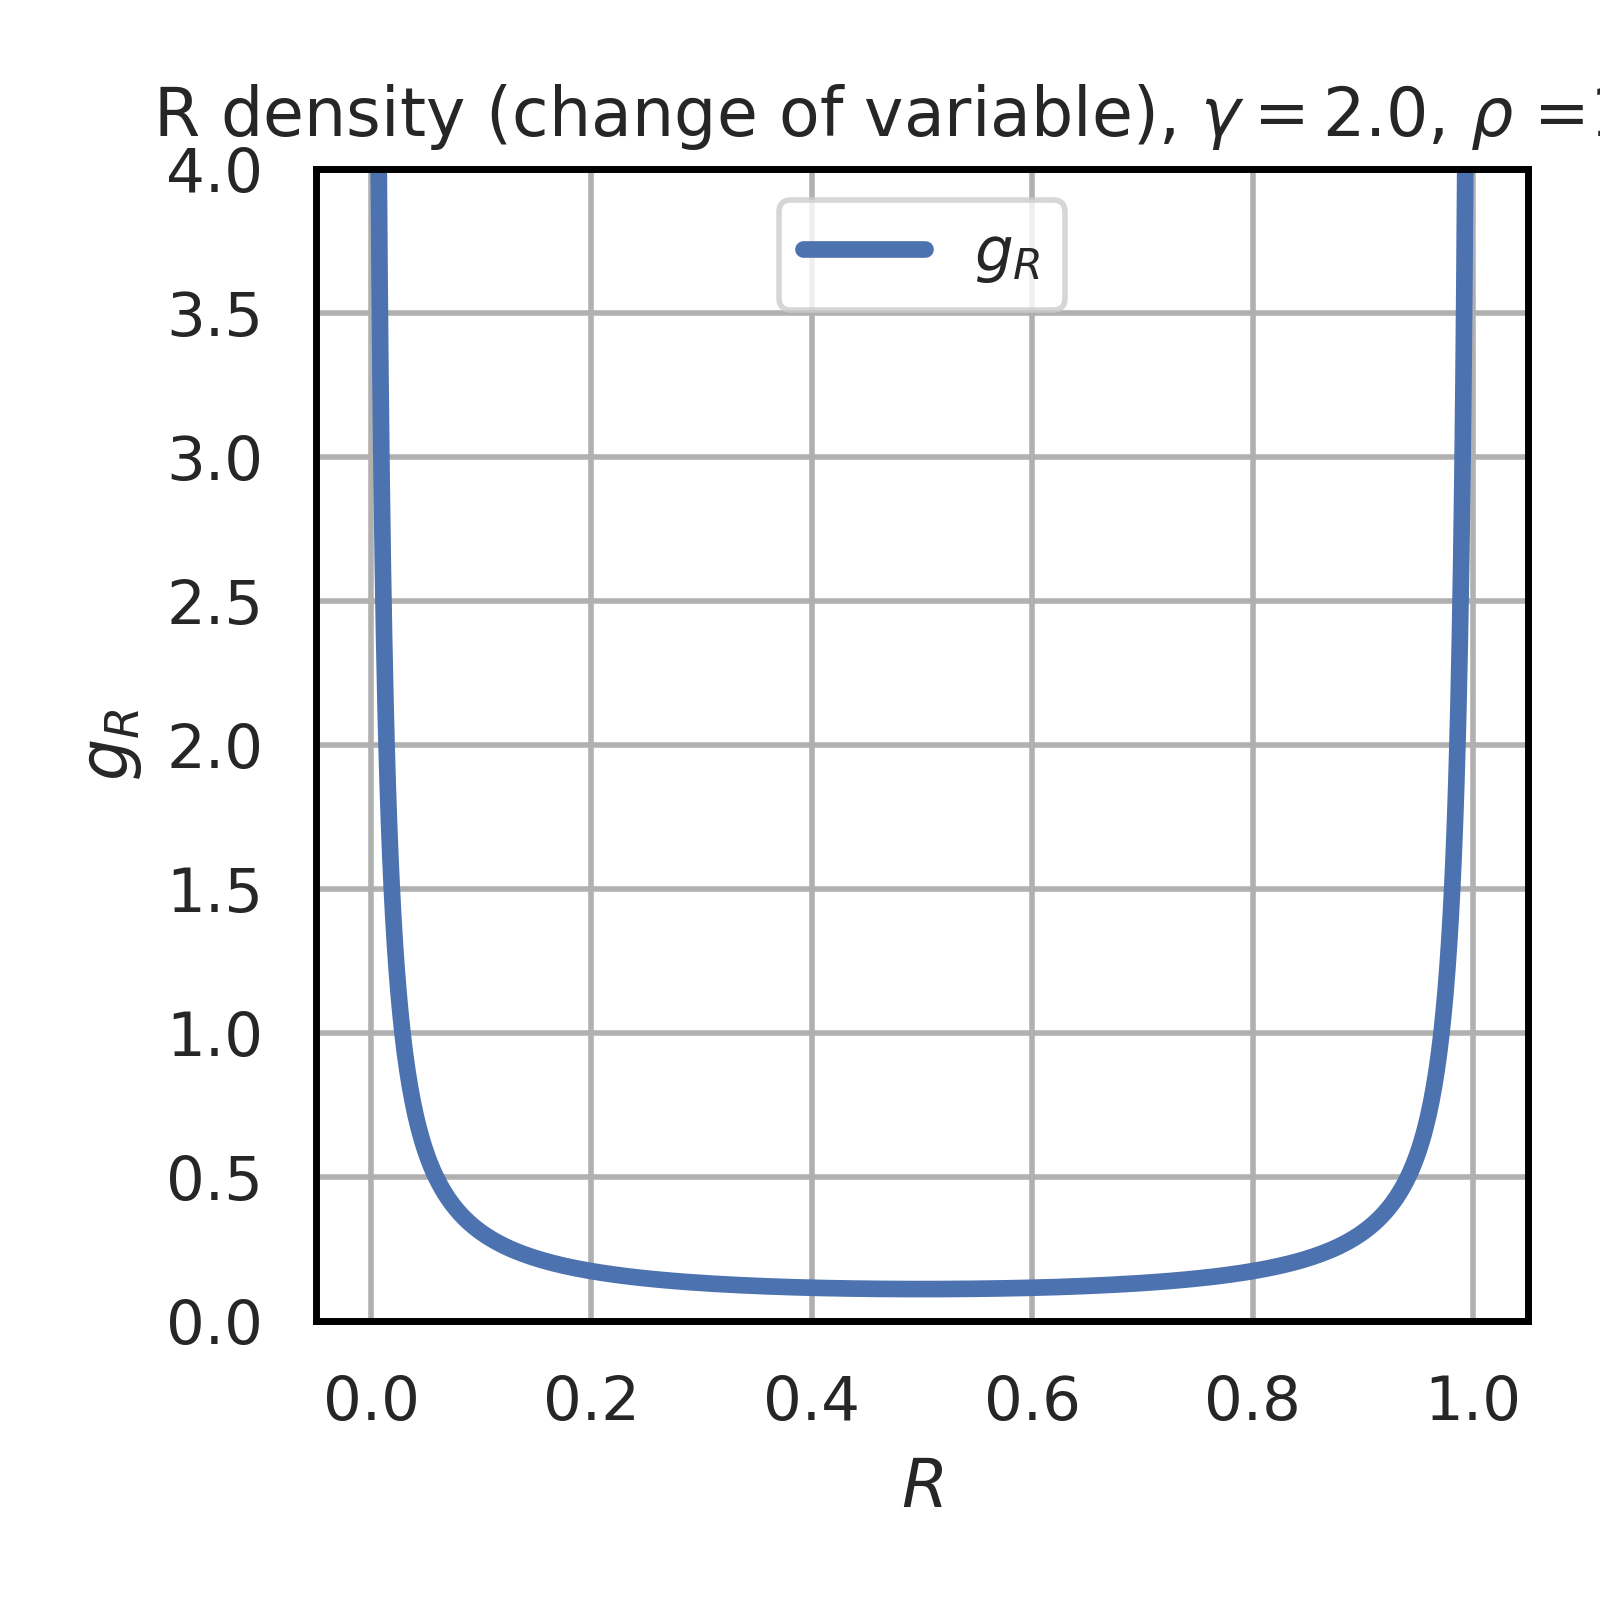 R density (change of variable), γ = 2.0, ρ =
4.0
g_R
3.5
3.0
2.5
2.0
1.5
1.0
0.5
0.0
g_R
0.0 0.2 0.4 0.6 0.8 1.0
R